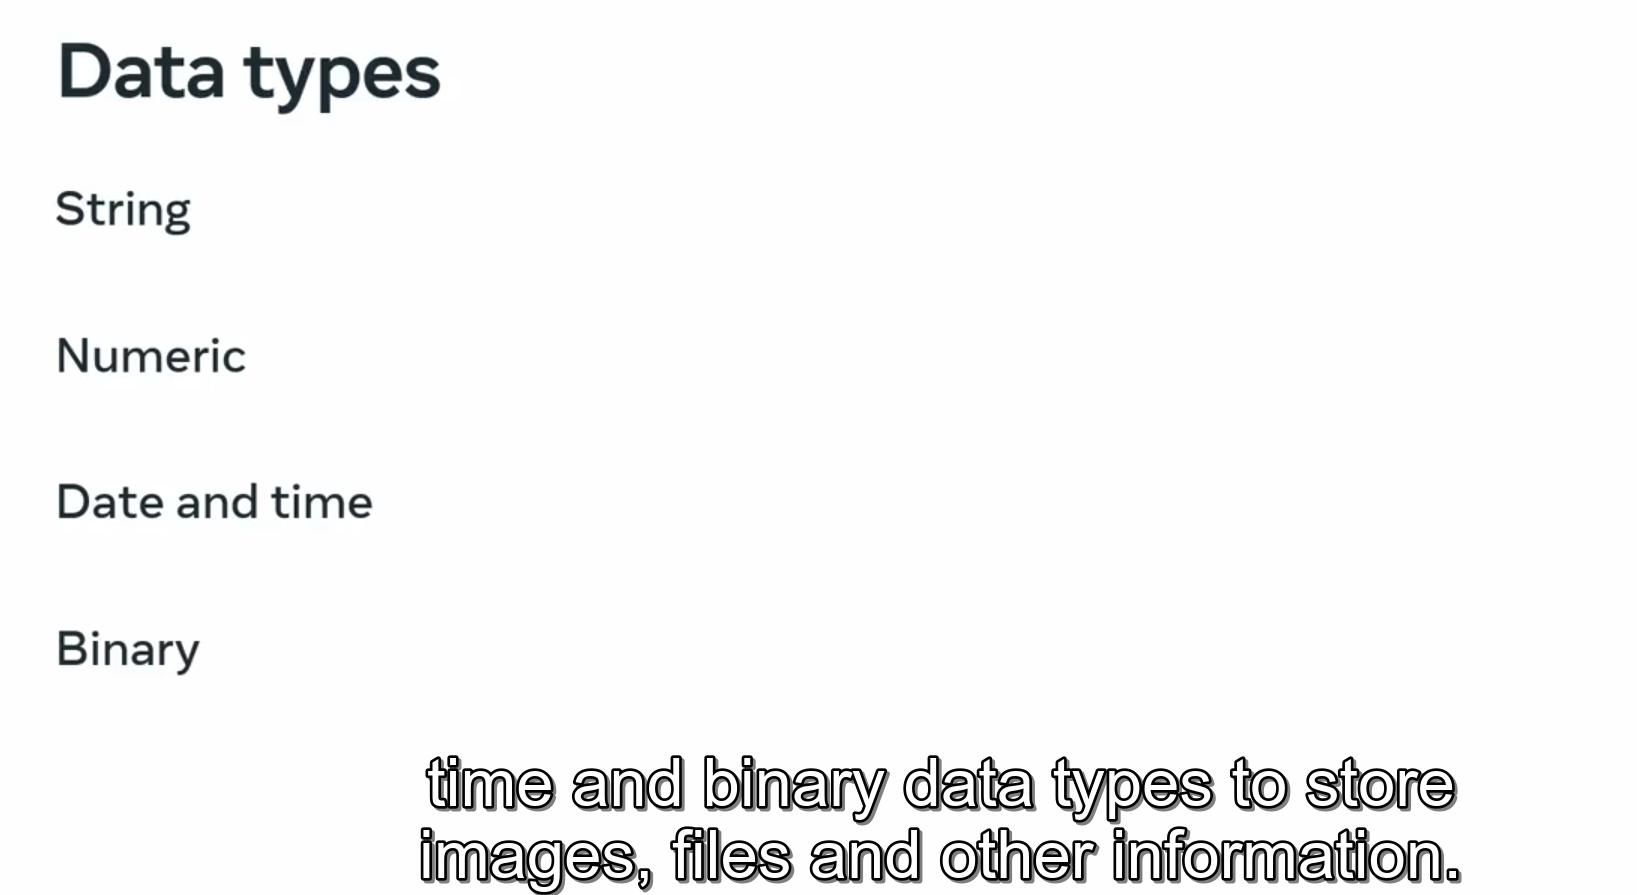 Data types
String
Numeric
Date and time
Binary
time and binary data types to store
images, files and other information.